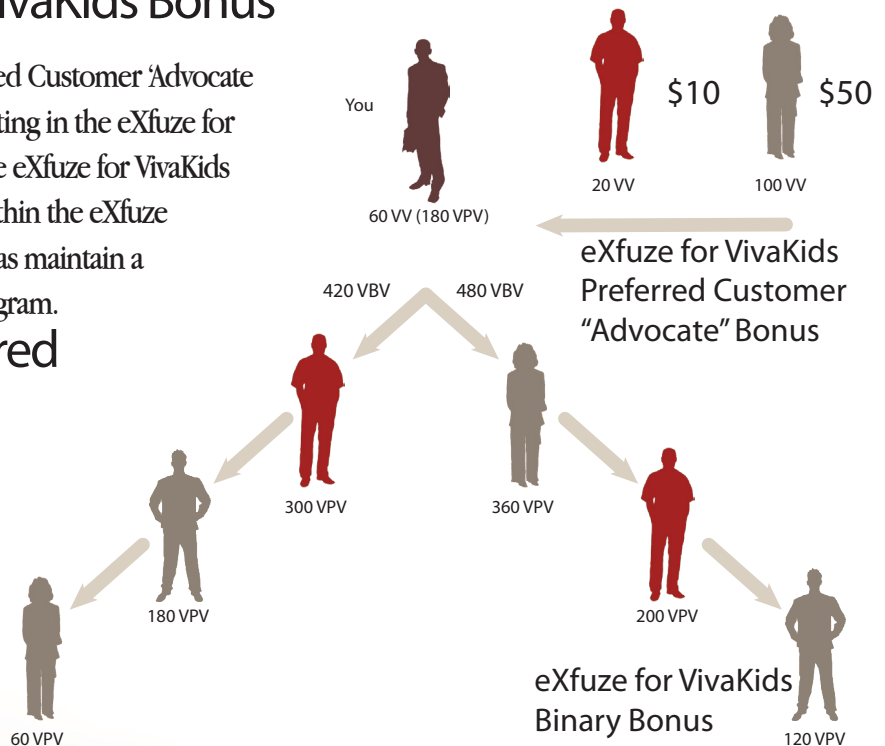 VivaKids Bonus
ed Customer 'Advocate
ting in the eXfuze for
e eXfuze for VivaKids
thin the eXfuze
as maintain a
gram.
red
You
$10
$50
20 VV
100 VV
60 VV (180 VPV)
eXfuze for VivaKids
Preferred Customer
"Advocate" Bonus
420 VBV
480 VBV
300 VPV
360 VPV
180 VPV
200 VPV
60 VPV
eXfuze for VivaKids
Binary Bonus
120 VPV